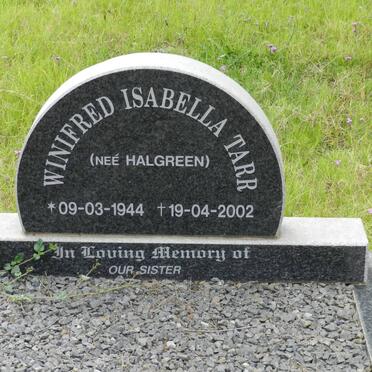 WINIFRED ISABELLA TARR
(NEÉ HALGREEN)
*09-03-1944 †19-04-2002
In Loving Memory of
OUR SISTER